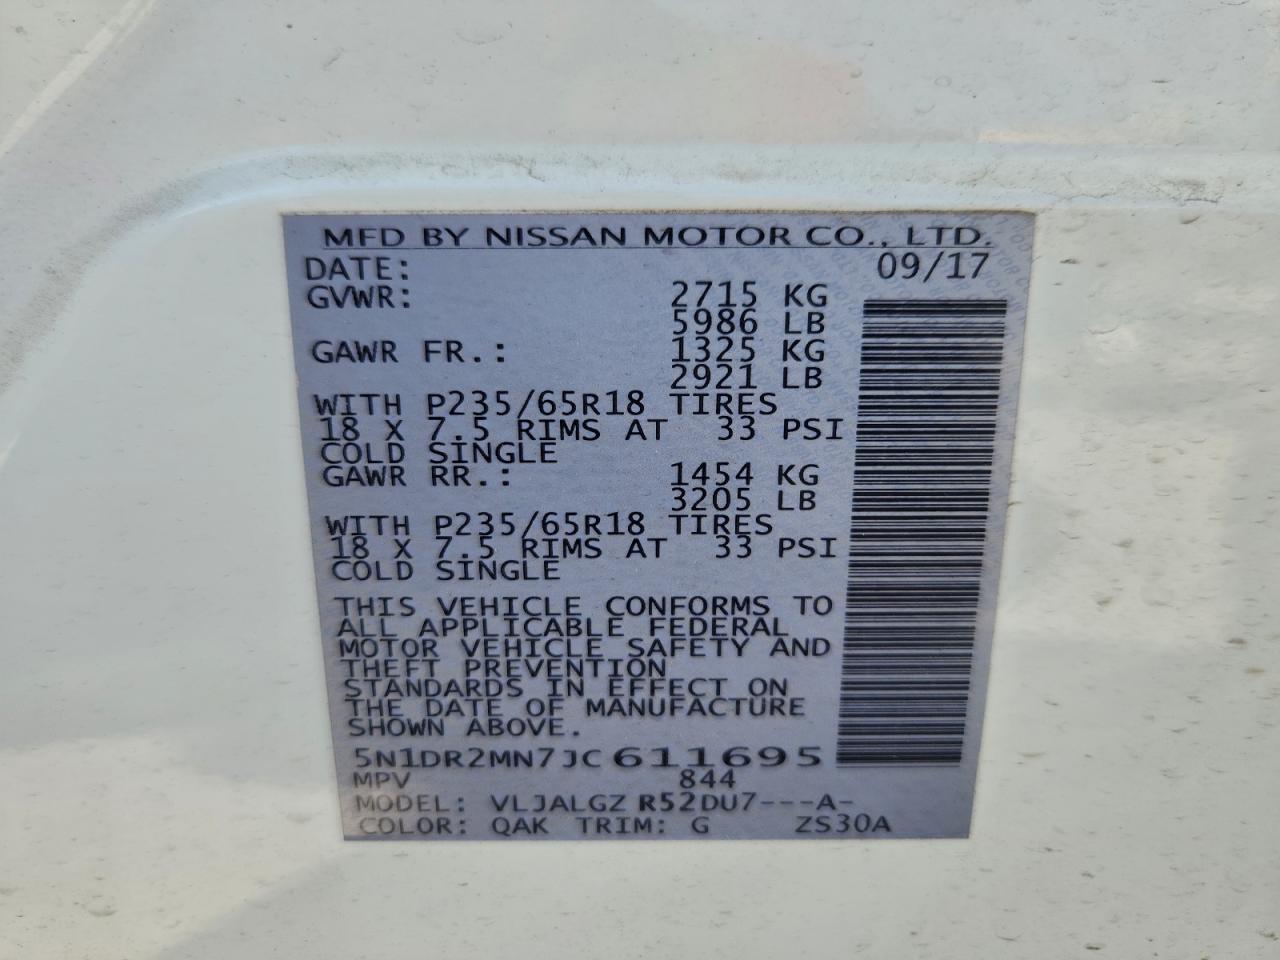 MFD BY NISSAN MOTOR CO., LTD.
DATE: 09/17
GVWR: 2715 KG
5986 LB
GAWR FR.: 1325 KG
2921 LB
WITH P235/65R18 TIRES
18 X 7.5 RIMS AT 33 PSI
COLD SINGLE
GAWR RR.: 1454 KG
3205 LB
WITH P235/65R18 TIRES
18 X 7.5 RIMS AT 33 PSI
COLD SINGLE
THIS VEHICLE CONFORMS TO
ALL APPLICABLE FEDERAL
MOTOR VEHICLE SAFETY AND
THEFT PREVENTION
STANDARDS IN EFFECT ON
THE DATE OF MANUFACTURE
SHOWN ABOVE.
5N1DR2MN7JC611695
MPV 844
MODEL: VLJALGZ R52DU7---A-
COLOR: QAK TRIM: G ZS30A